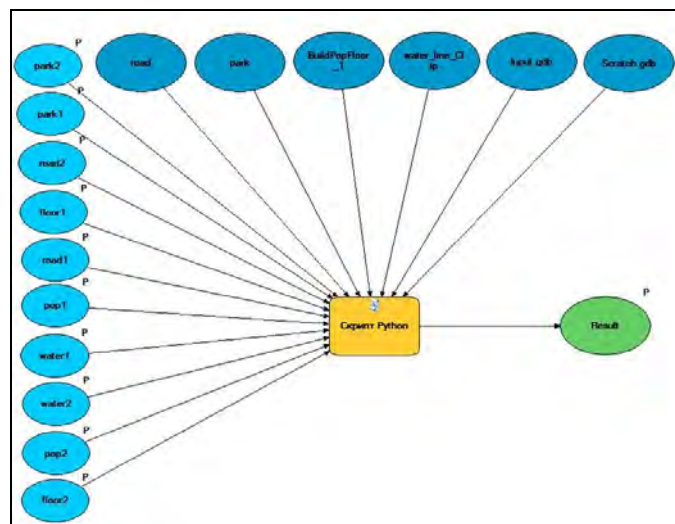 P
park2
road
park
BuildPopFloor
_1
water_line_Cl
ip
Input.gdb
Scratch.gdb
P
park1
P
road2
P
floor1
P
road1
P
pop1
P
water1
P
water2
P
pop2
P
floor2
Скрипт Python
P
Result